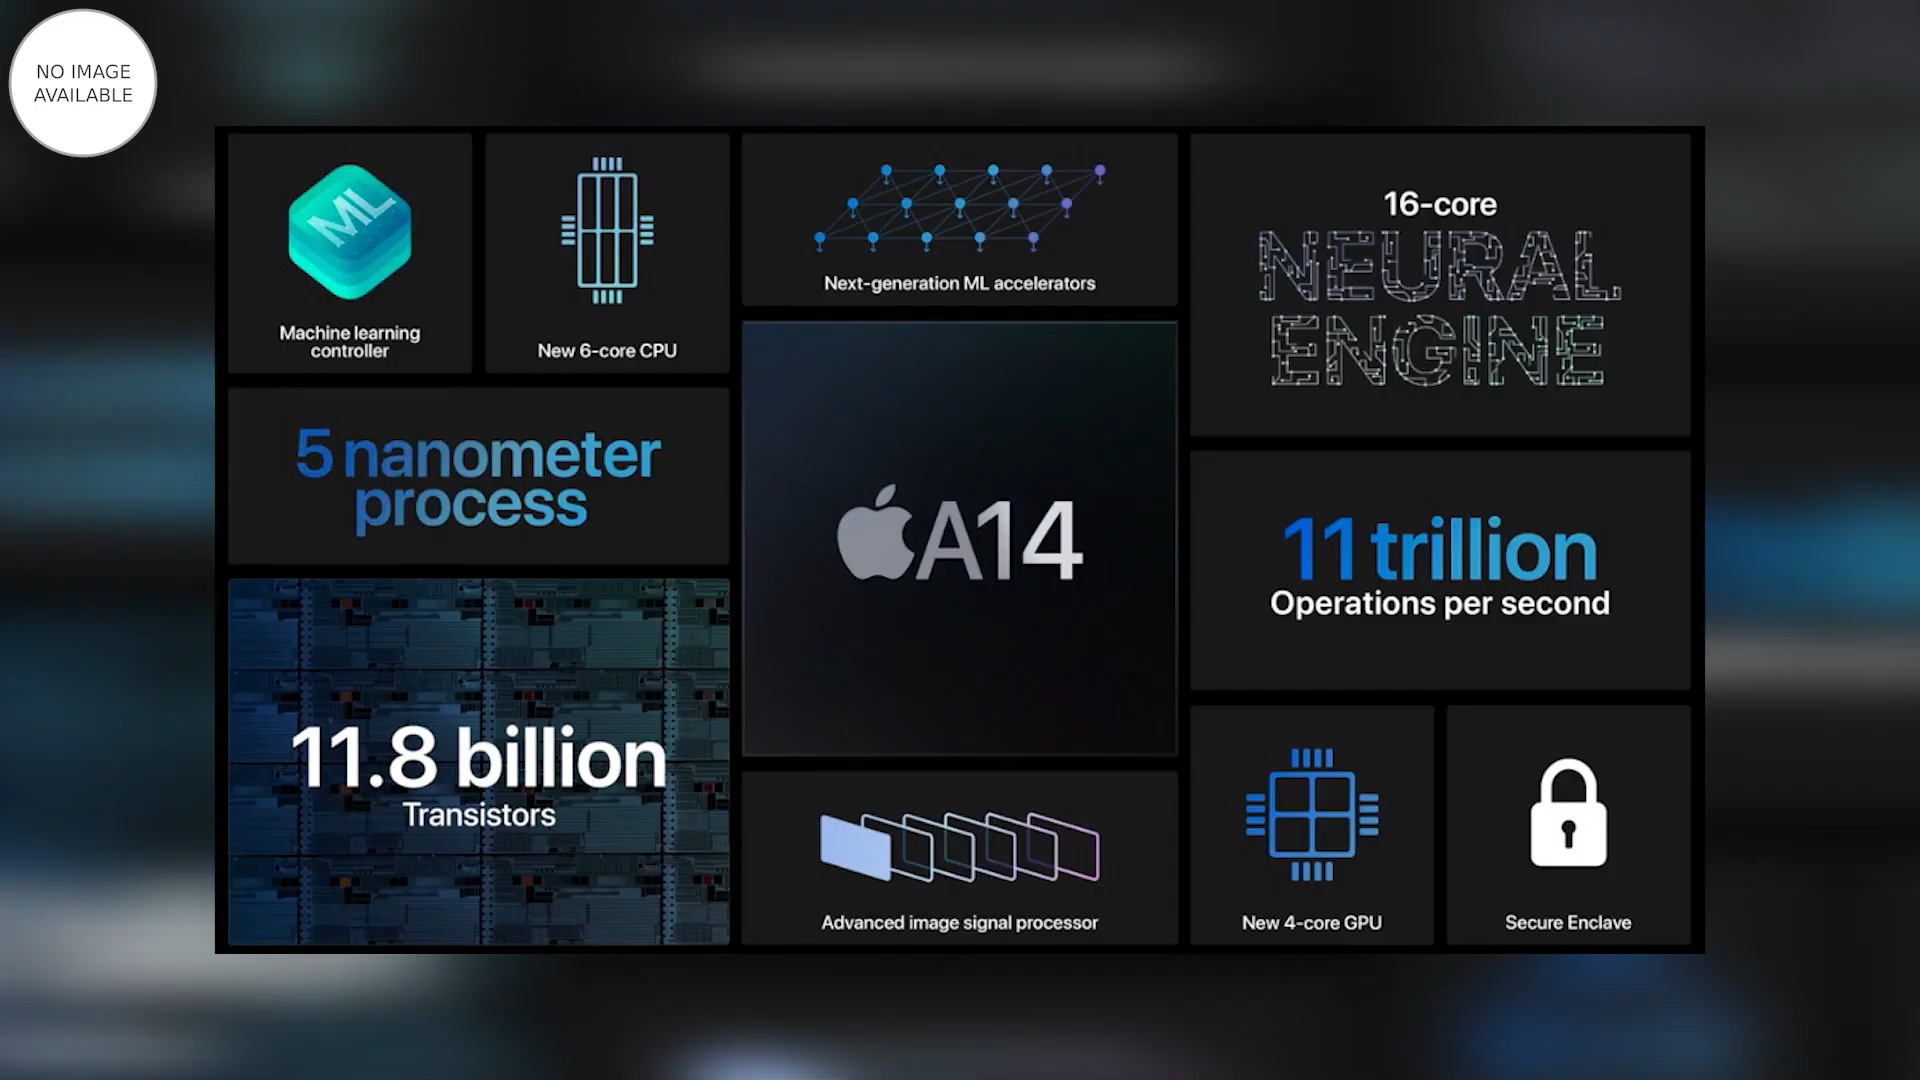 NO IMAGE
AVAILABLE
ML
Machine learning
controller
New 6-core CPU
Next-generation ML accelerators
16-core
NEURAL
ENGINE
5 nanometer
process
A14
11 trillion
Operations per second
11.8 billion
Transistors
Advanced image signal processor
New 4-core GPU
Secure Enclave